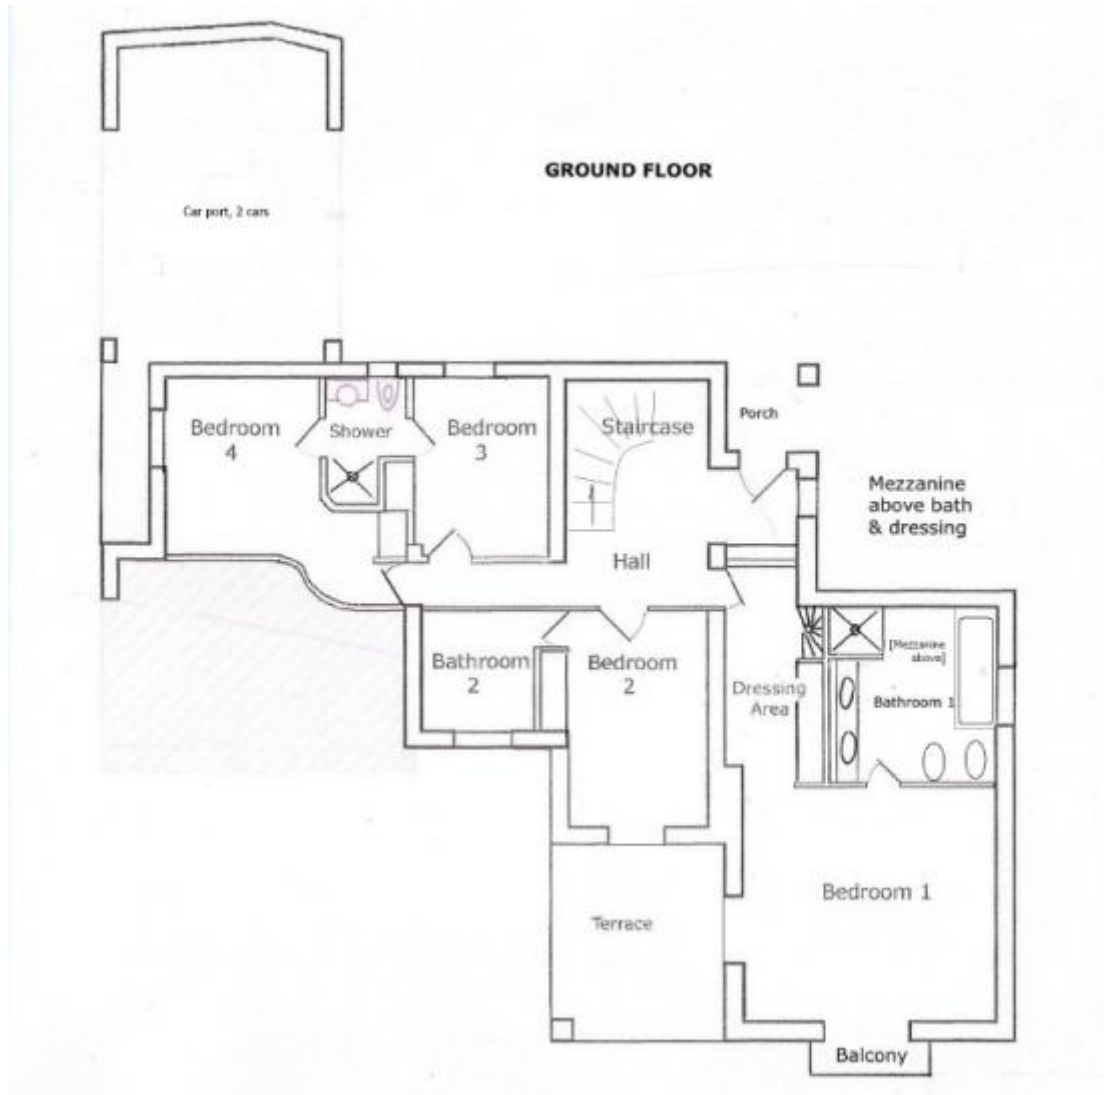 GROUND FLOOR
Car port, 2 cars
Porch
Bedroom
4
Shower
Bedroom
3
Staircase
Mezzanine
above bath
& dressing
Hall
Bathroom
2
Bedroom
2
Dressing
Area
[Mezzanine
above]
Bathroom 1
Bedroom 1
Terrace
Balcony